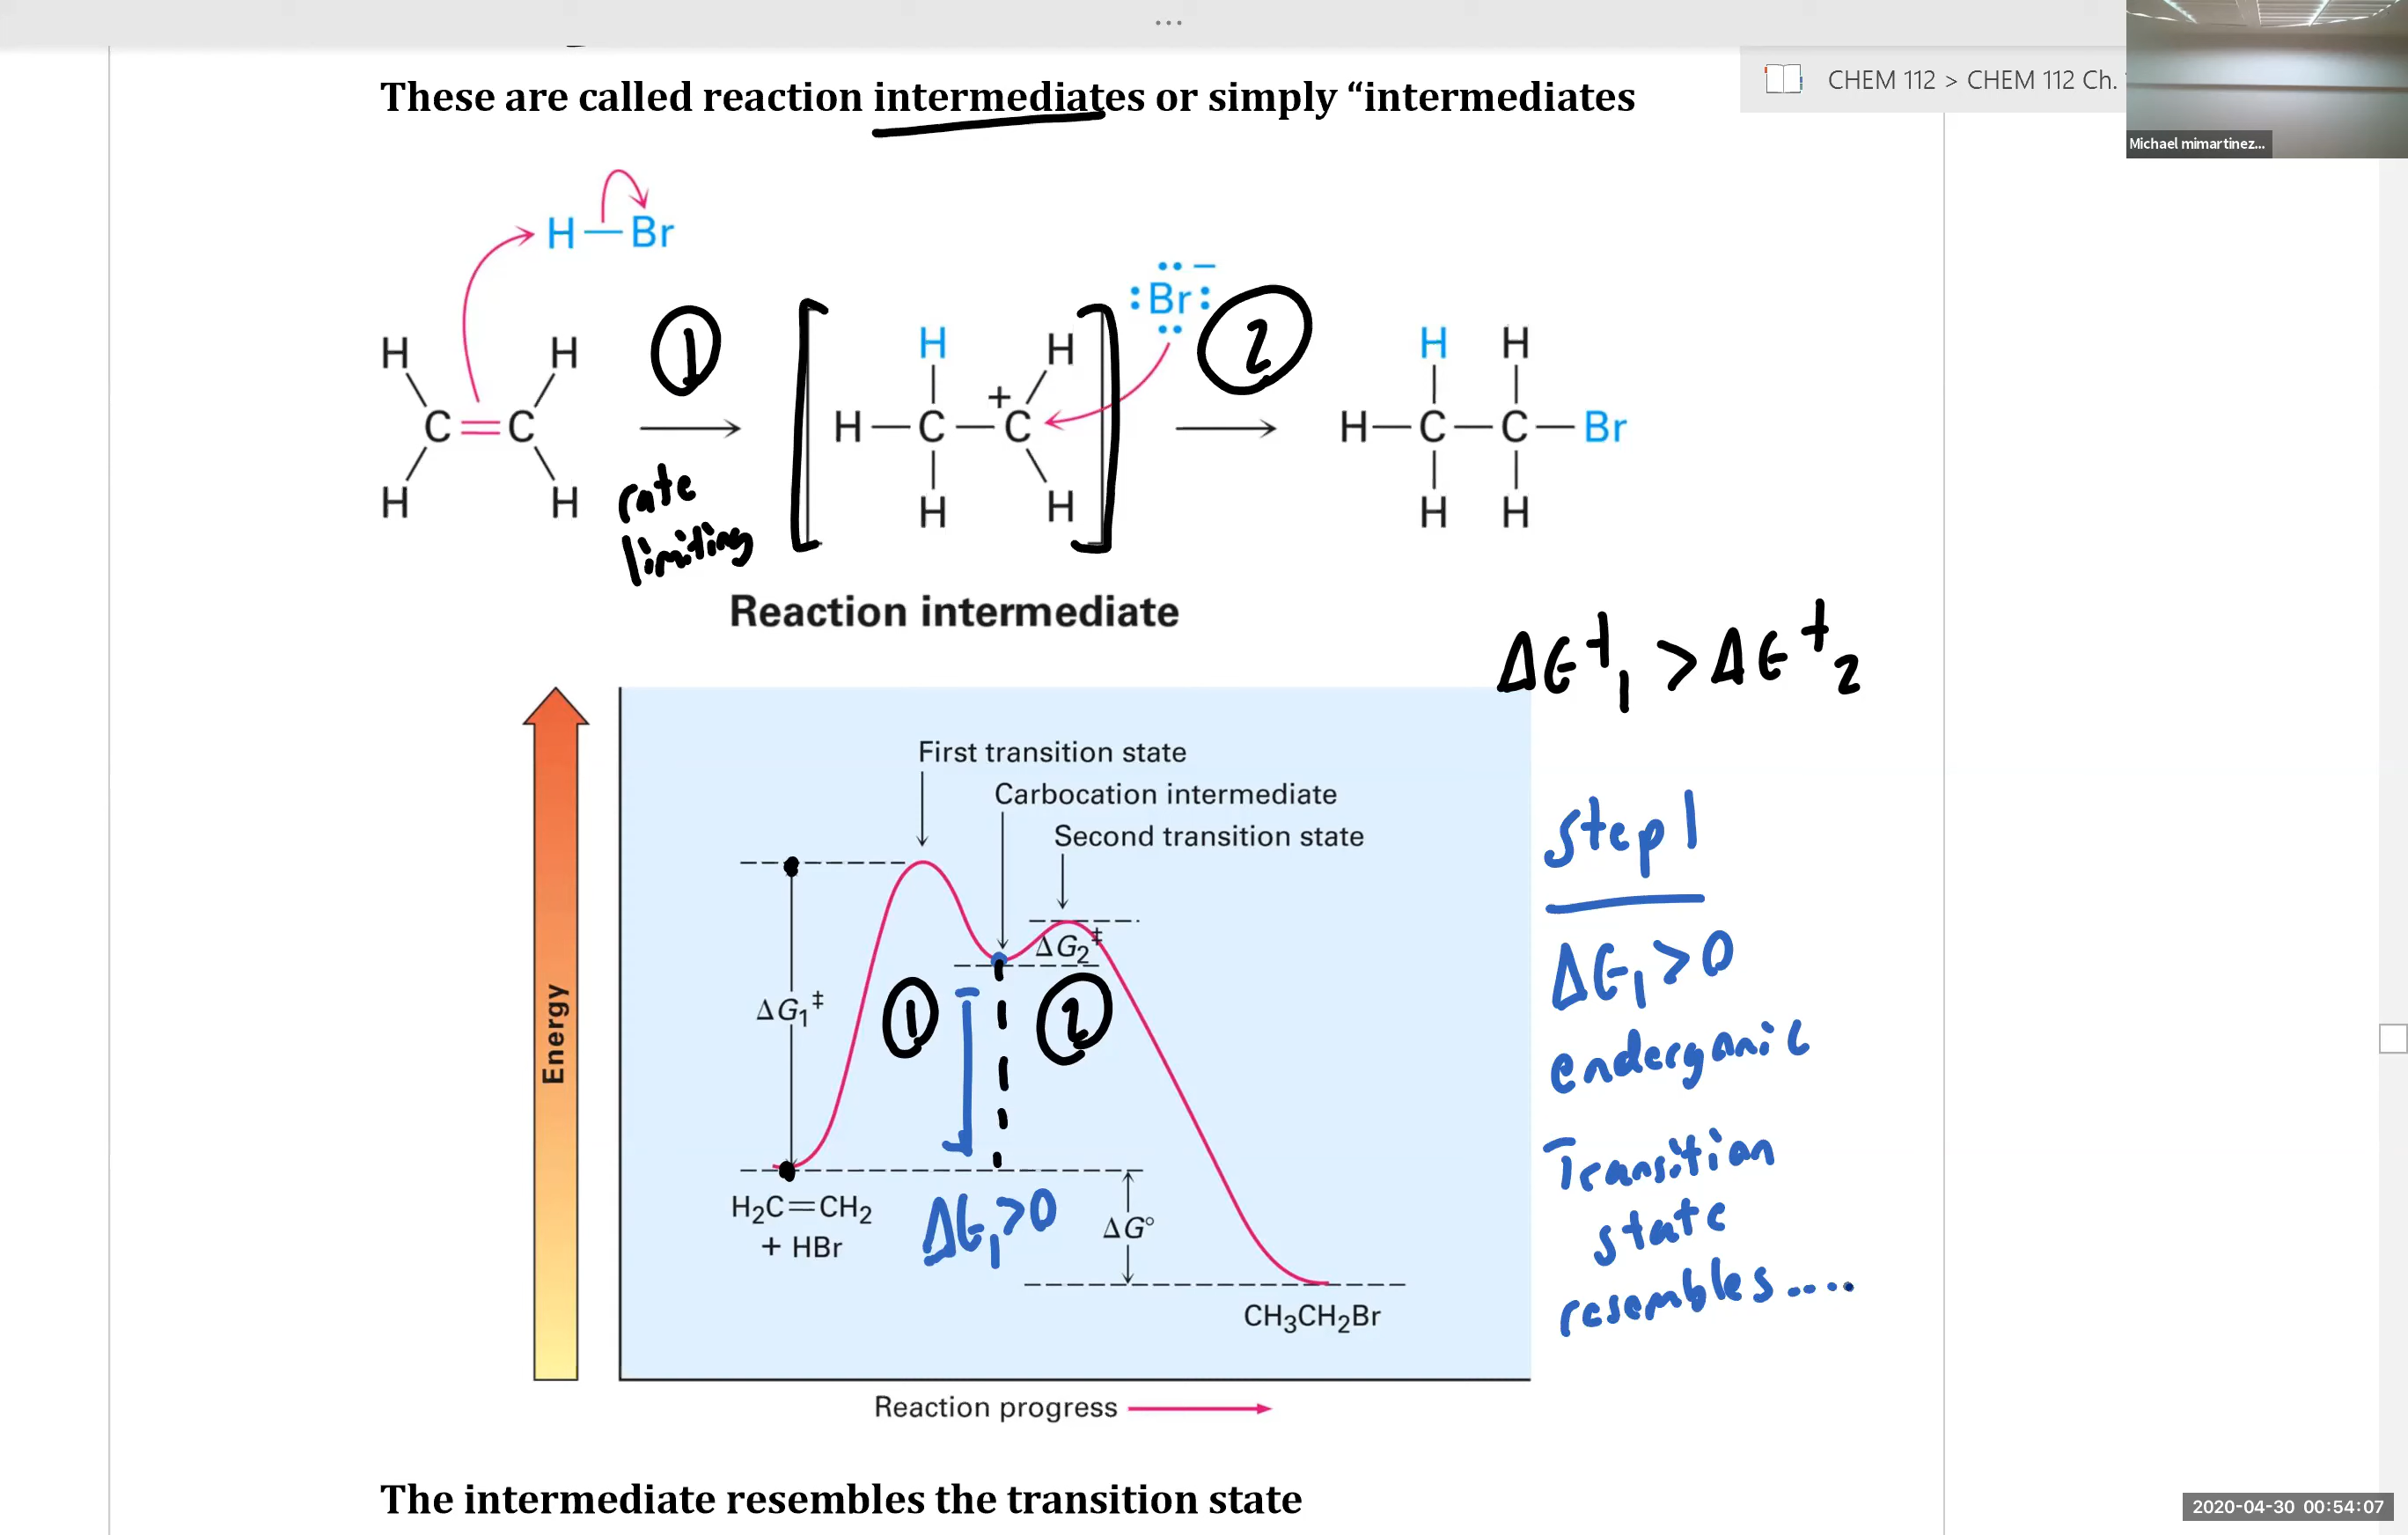 ...
CHEM 112 > CHEM 112 Ch.
Michael mimartinez...
These are called reaction intermediates or simply “intermediates
H—Br
:Br:
−
1
2
H H
C=C
H H
rate
limiting
H H
H—C—C
+
H H
H H
H—C—C—Br
H H
Reaction intermediate
ΔG‡1 > ΔG‡2
First transition state
Carbocation intermediate
Second transition state
ΔG2‡
ΔG1‡
1
2
Energy
H2C=CH2
+ HBr
ΔG1>0
ΔG°
CH3CH2Br
Reaction progress
step 1
ΔG1>0
enderganic
Transition
state
resembles.....
The intermediate resembles the transition state
2020-04-30 00:54:07